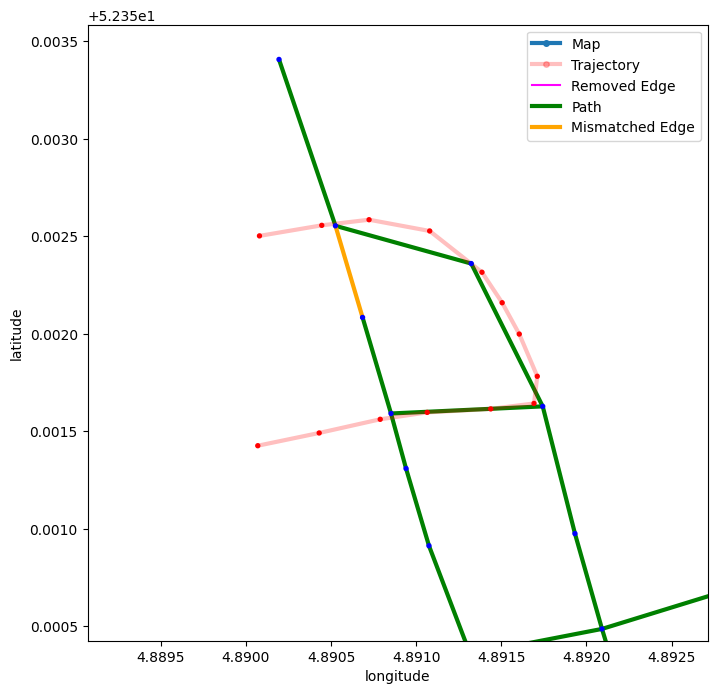 +5.235e1
0.0035
0.0030
0.0025
0.0020
0.0015
0.0010
0.0005
latitude
Map
Trajectory
Removed Edge
Path
Mismatched Edge
4.8895 4.8900 4.8905 4.8910 4.8915 4.8920 4.8925
longitude